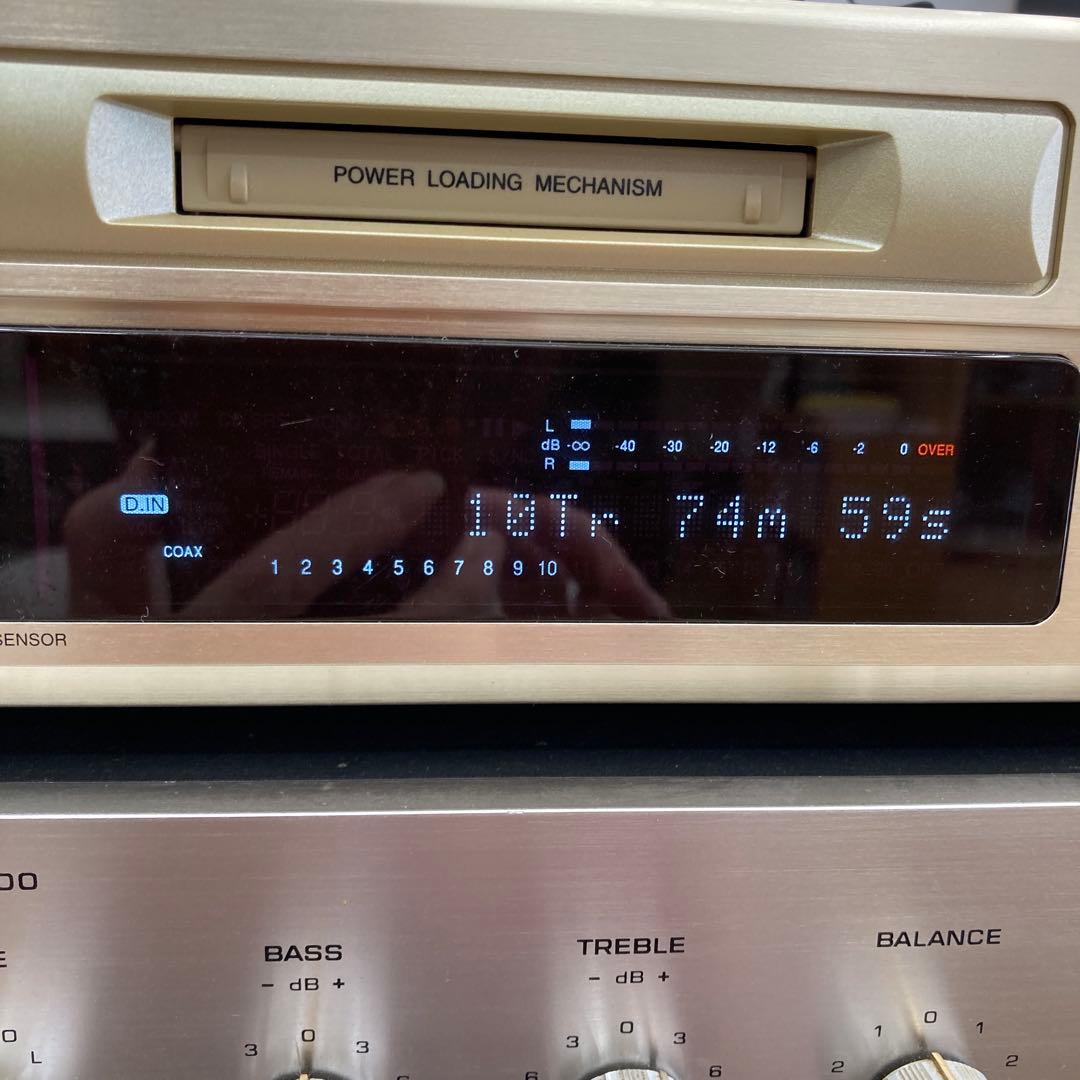 POWER LOADING MECHANISM
L
dB -∞ -40 -30 -20 -12 -6 -2 0 OVER
R
D.IN 10Tr 74m 59s
COAX
1 2 3 4 5 6 7 8 9 10
SENSOR
00
E
BASS TREBLE BALANCE
- dB + - dB +
0 L 3 0 3 6 3 0 3 6 2 1 0 1 2